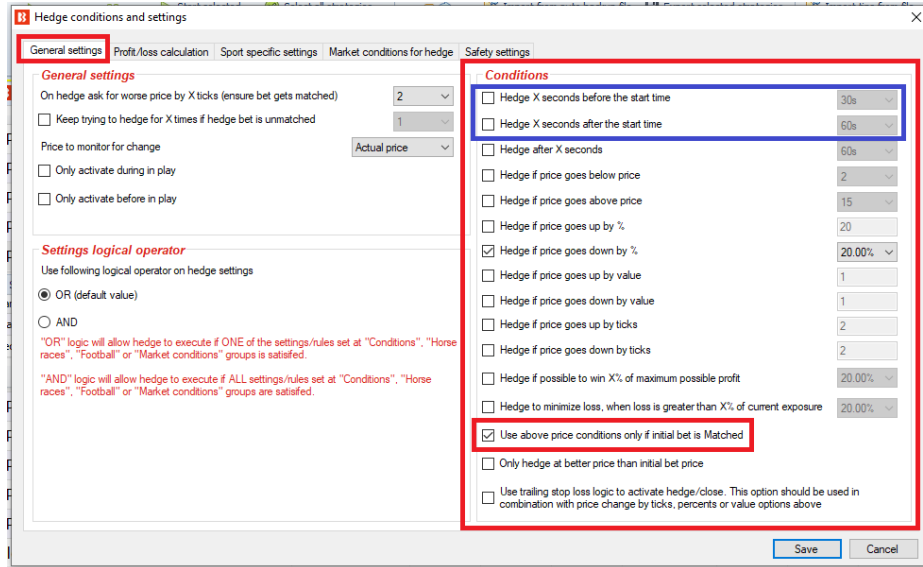 B Hedge conditions and settings
General settings Profit/loss calculation Sport specific settings Market conditions for hedge Safety settings
General settings
On hedge ask for worse price by X ticks (ensure bet gets matched) 2
Keep trying to hedge for X times if hedge bet is unmatched 1
Price to monitor for change Actual price
Only activate during in play
Only activate before in play
Settings logical operator
Use following logical operator on hedge settings
OR (default value)
AND
"OR" logic will allow hedge to execute if ONE of the settings/rules set at "Conditions", "Horse
races", "Football" or "Market conditions" groups is satisifed.
"AND" logic will allow hedge to execute if ALL settings/rules set at "Conditions", "Horse
races", "Football" or "Market conditions" groups are satisifed.
Conditions
Hedge X seconds before the start time 30s
Hedge X seconds after the start time 60s
Hedge after X seconds 60s
Hedge if price goes below price 2
Hedge if price goes above price 15
Hedge if price goes up by % 20
Hedge if price goes down by % 20.00%
Hedge if price goes up by value 1
Hedge if price goes down by value 1
Hedge if price goes up by ticks 2
Hedge if price goes down by ticks 2
Hedge if possible to win X% of maximum possible profit 20.00%
Hedge to minimize loss, when loss is greater than X% of current exposure 20.00%
Use above price conditions only if initial bet is Matched
Only hedge at better price than initial bet price
Use trailing stop loss logic to activate hedge/close. This option should be used in
combination with price change by ticks, percents or value options above
Save Cancel